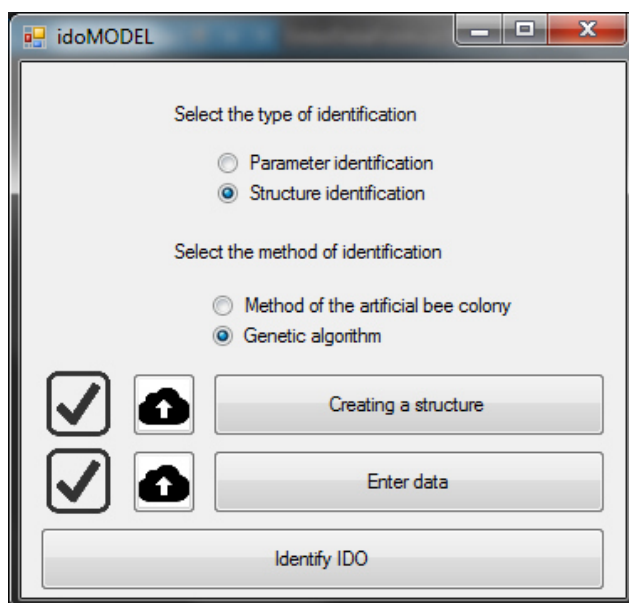 idoMODEL
Select the type of identification
Parameter identification
Structure identification
Select the method of identification
Method of the artificial bee colony
Genetic algorithm
Creating a structure
Enter data
Identify IDO